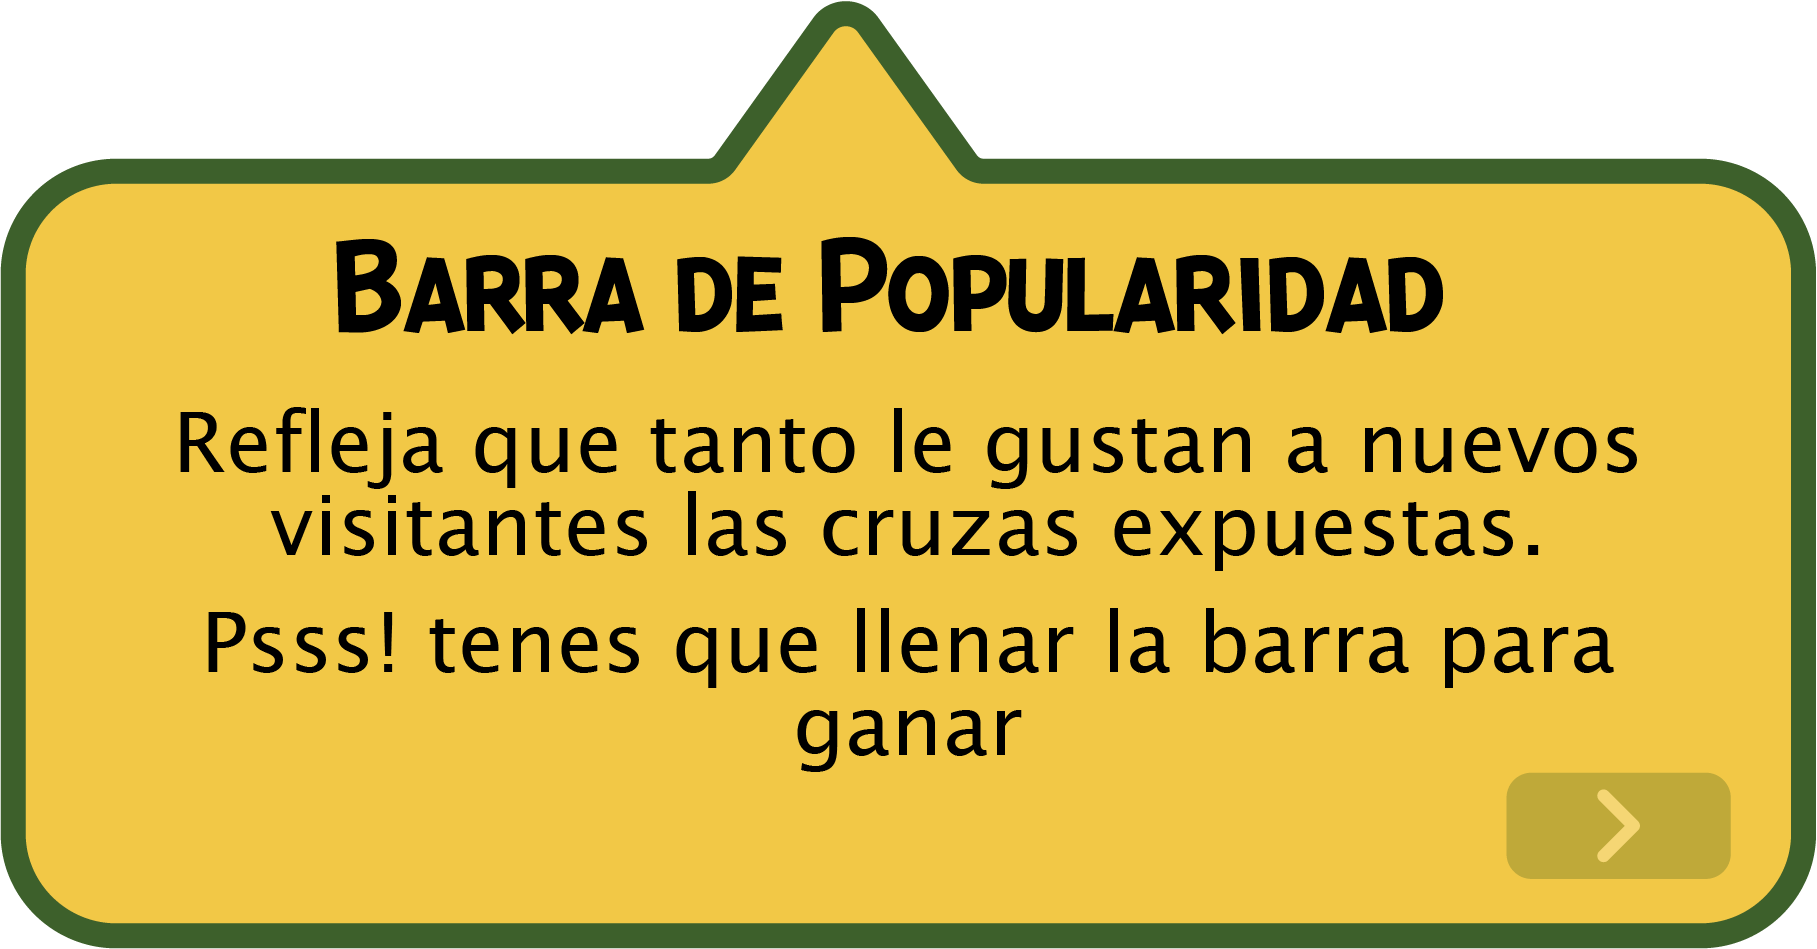 Barra de Popularidad
Refleja que tanto le gustan a nuevos
visitantes las cruzas expuestas.
Psss! tenes que llenar la barra para
ganar